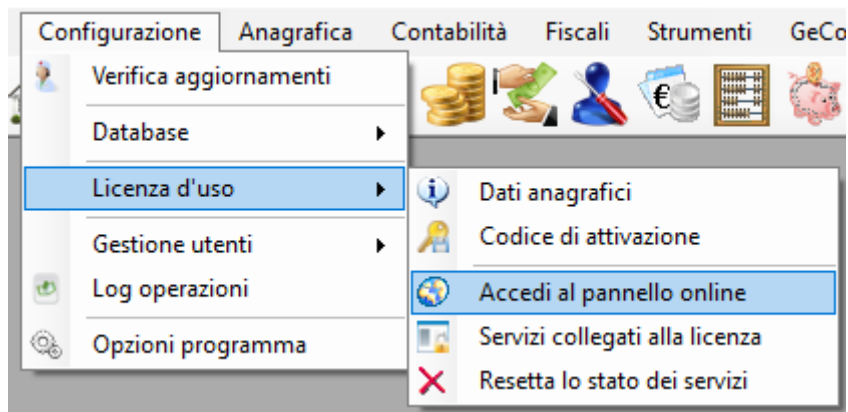 Configurazione Anagrafica Contabilità Fiscali Strumenti GeCo
Verifica aggiornamenti
Database
Licenza d'uso
Gestione utenti
Log operazioni
Opzioni programma
Dati anagrafici
Codice di attivazione
Accedi al pannello online
Servizi collegati alla licenza
Resetta lo stato dei servizi